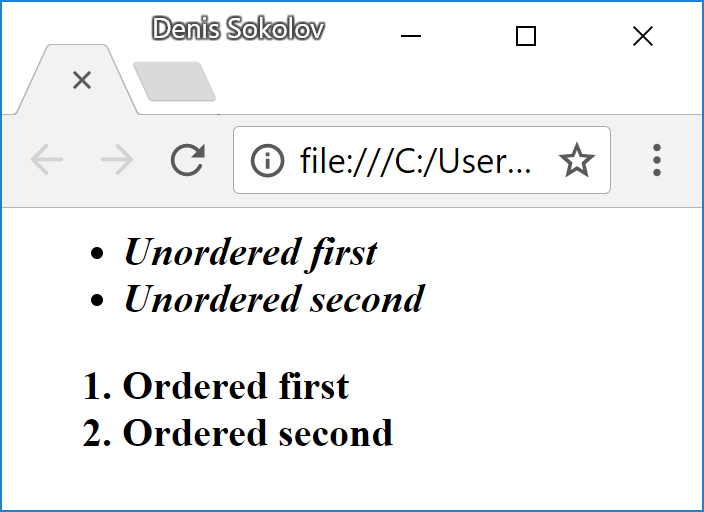 Denis Sokolov
file:///C:/User...
• Unordered first
• Unordered second
1. Ordered first
2. Ordered second